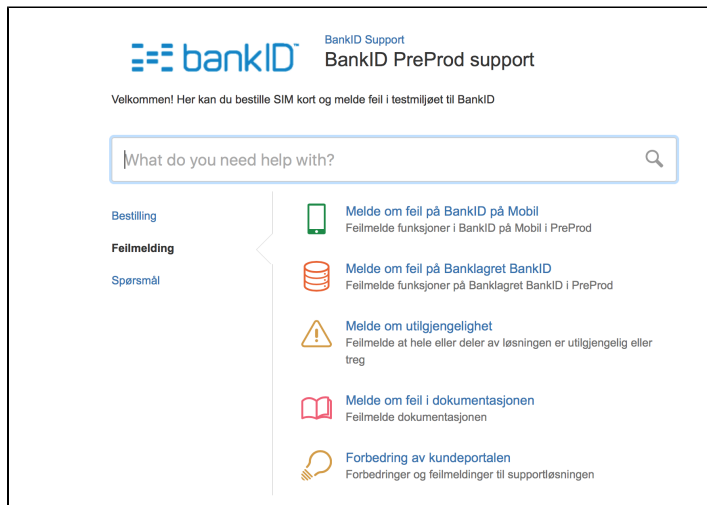 bankID™
BankID Support
BankID PreProd support
Velkommen! Her kan du bestille SIM kort og melde feil i testmiljøet til BankID
What do you need help with?
Bestilling
Feilmelding
Spørsmål
Melde om feil på BankID på Mobil
Feilmelde funksjoner i BankID på Mobil i PreProd
Melde om feil på Banklagret BankID
Feilmelde funksjoner på Banklagret BankID i PreProd
Melde om utilgjengelighet
Feilmelde at hele eller deler av løsningen er utilgjengelig eller
treg
Melde om feil i dokumentasjonen
Feilmelde dokumentasjonen
Forbedring av kundeportalen
Forbedringer og feilmeldinger til supportløsningen